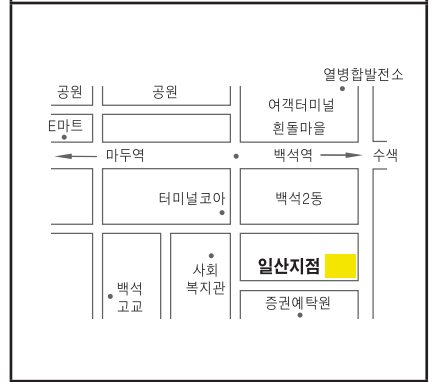 열병합발전소
공원
공원
여객터미널
흰돌마을
E마트
마두역
백석역
수색
터미널코아
백석2동
사회
복지관
일산지점
백석
고교
증권예탁원